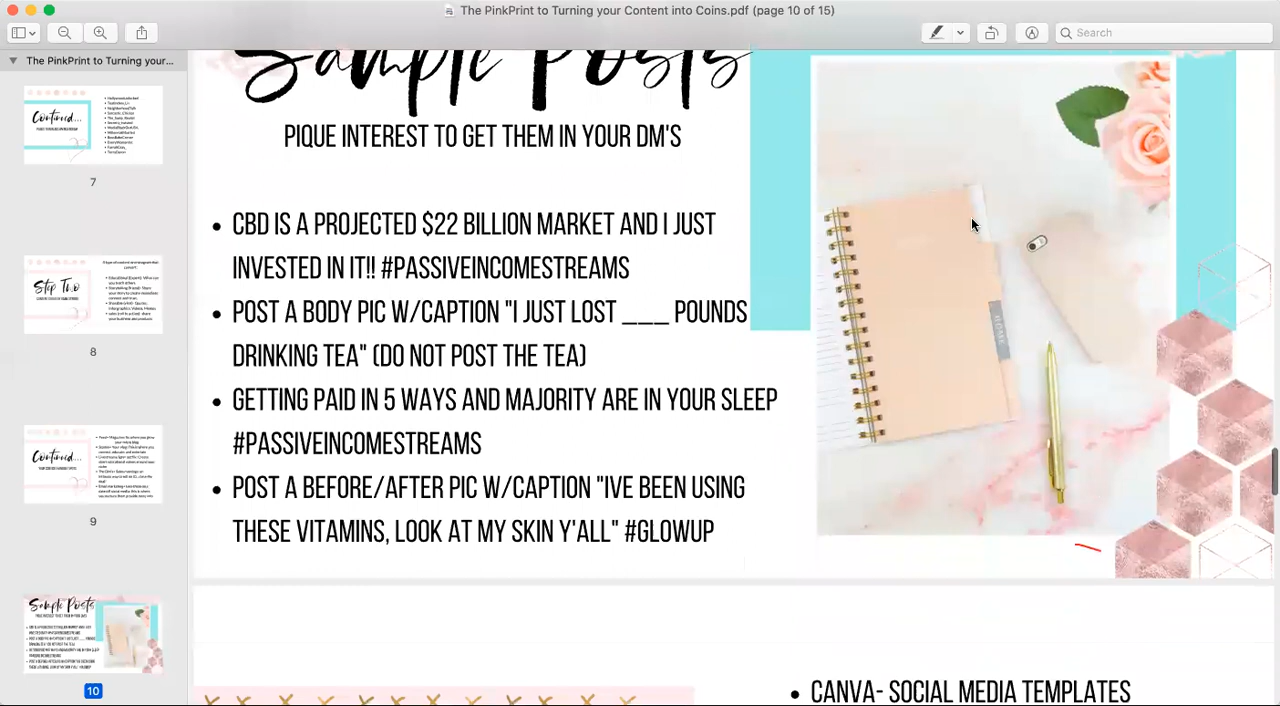 The PinkPrint to Turning your Content into Coins.pdf (page 10 of 15)
Search
The PinkPrint to Turning your...
Continued...
7
Step Two
8
Continued...
9
Sample Posts
10
Sample Posts
PIQUE INTEREST TO GET THEM IN YOUR DM'S
• CBD IS A PROJECTED $22 BILLION MARKET AND I JUST
INVESTED IN IT!! #PASSIVEINCOMESTREAMS
• POST A BODY PIC W/CAPTION "I JUST LOST ___ POUNDS
DRINKING TEA" (DO NOT POST THE TEA)
• GETTING PAID IN 5 WAYS AND MAJORITY ARE IN YOUR SLEEP
#PASSIVEINCOMESTREAMS
• POST A BEFORE/AFTER PIC W/CAPTION "IVE BEEN USING
THESE VITAMINS, LOOK AT MY SKIN Y'ALL" #GLOWUP
• CANVA- SOCIAL MEDIA TEMPLATES